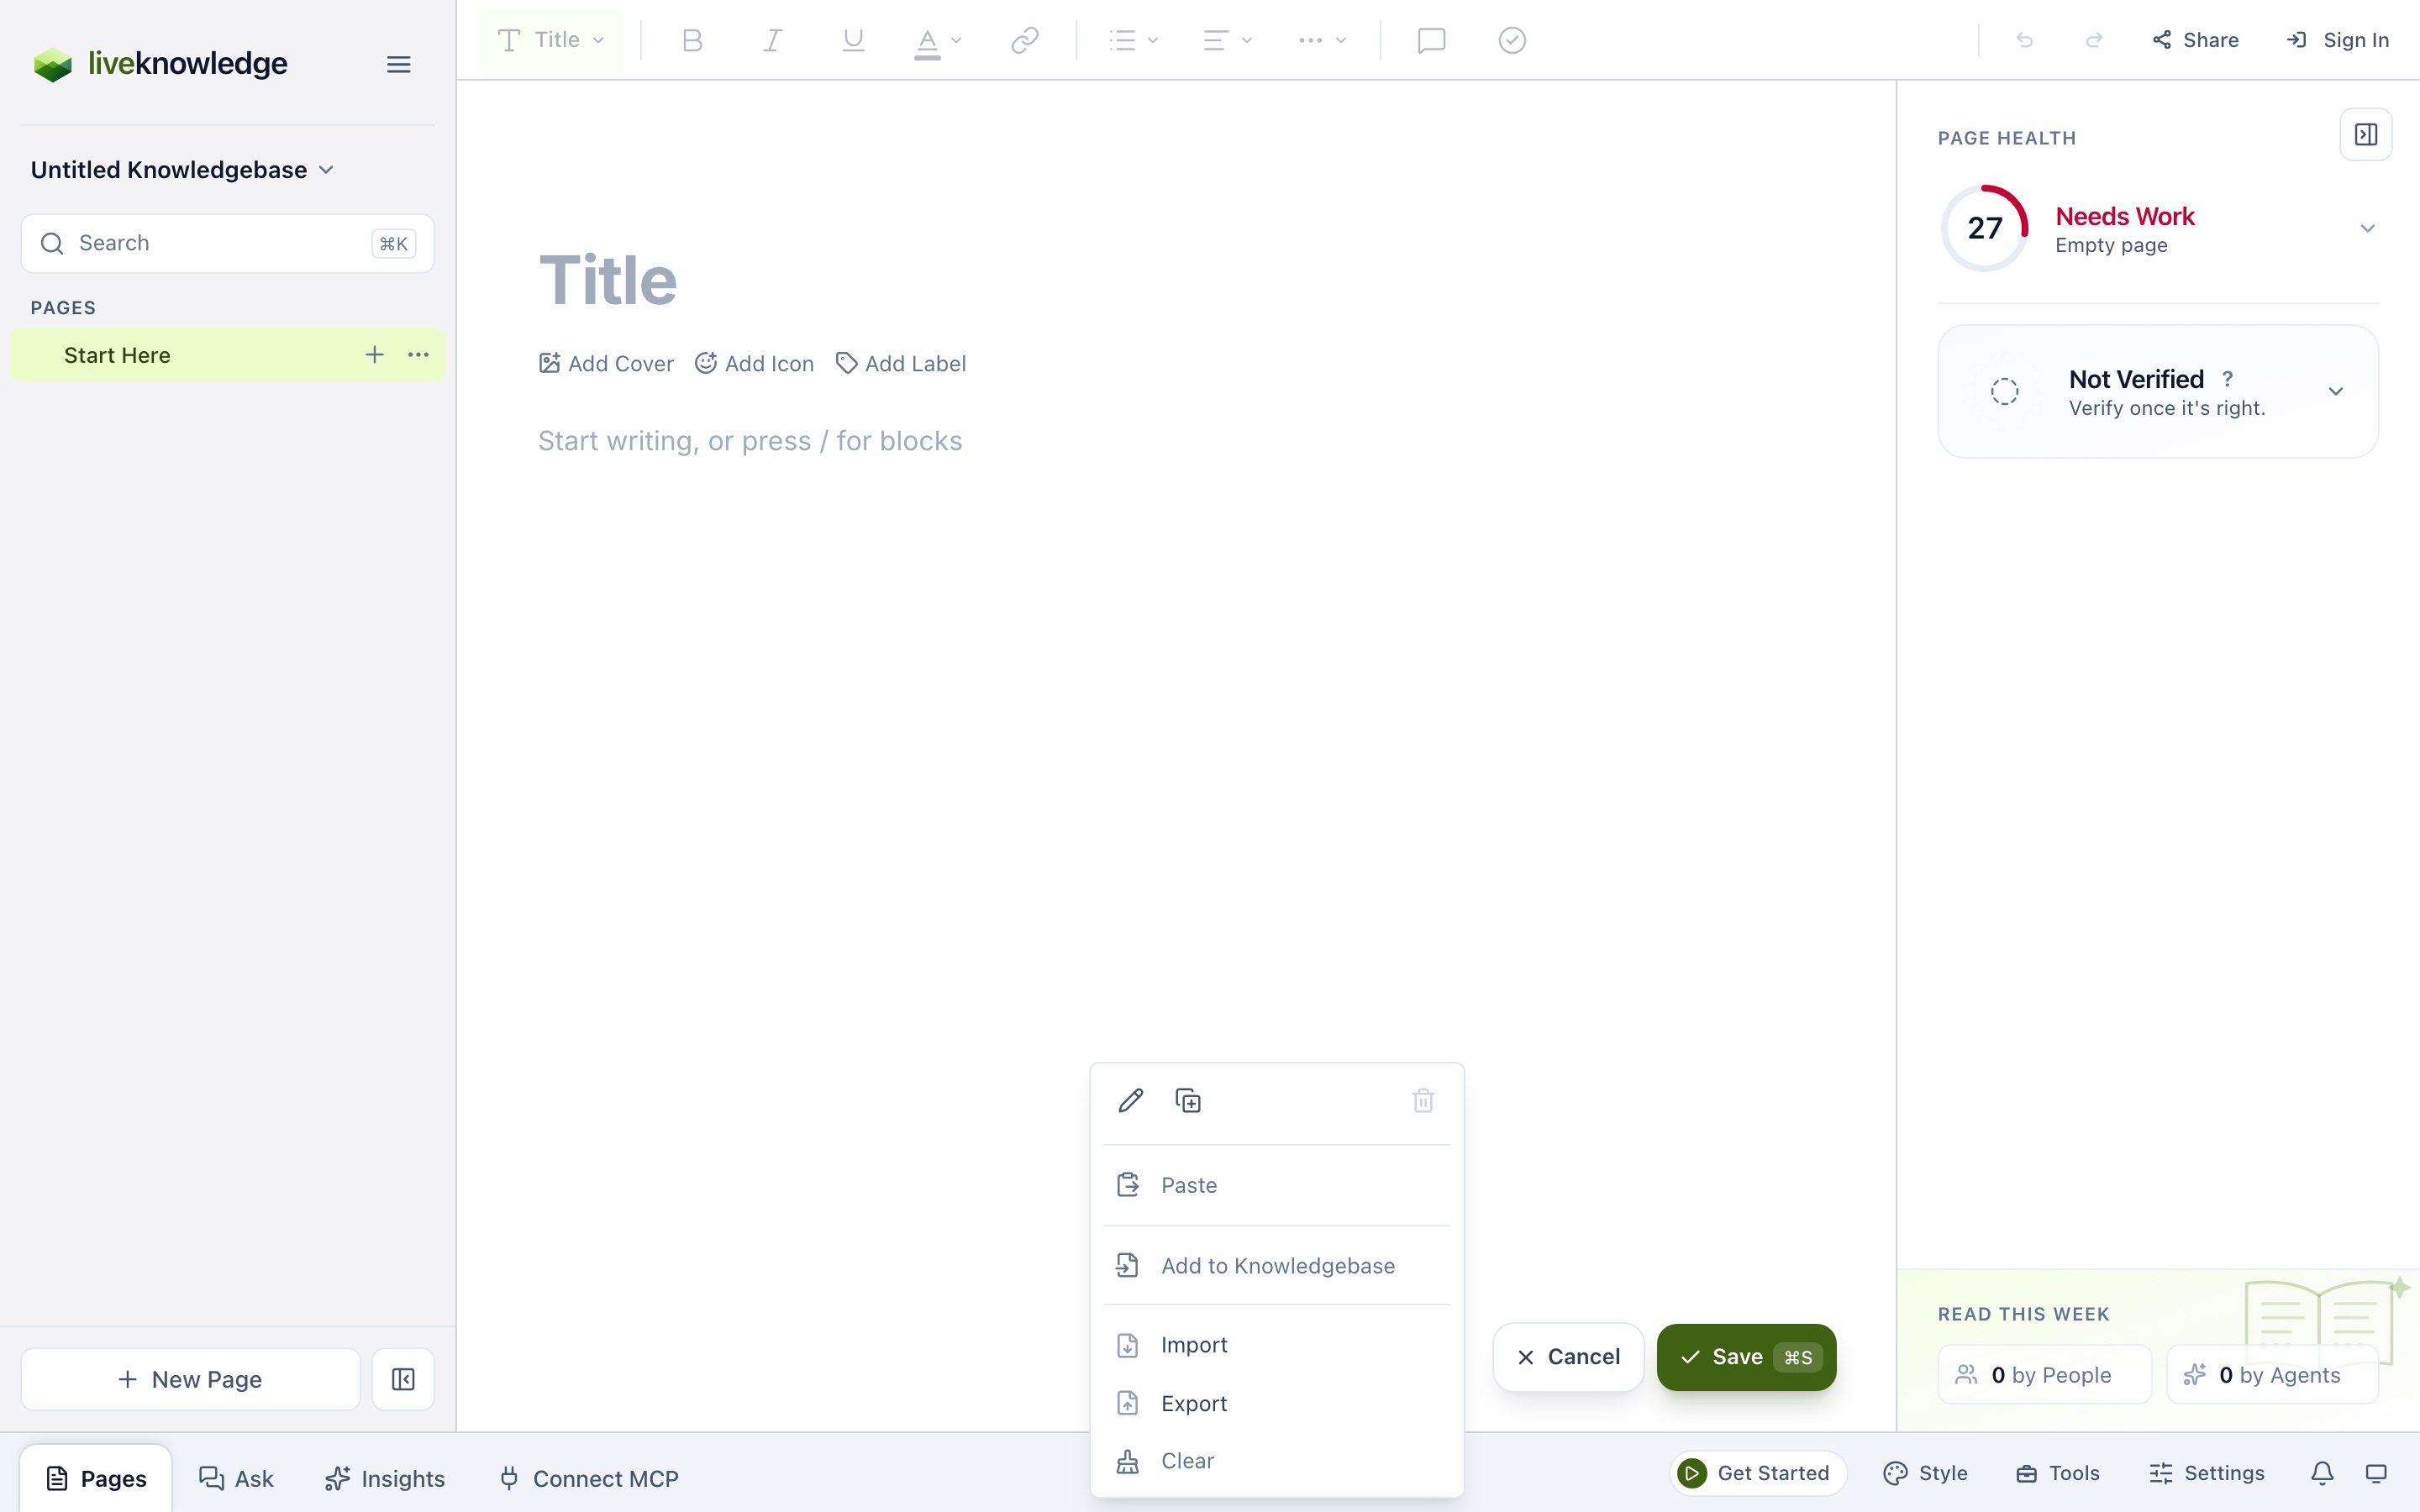 liveknowledge
Untitled Knowledgebase
Search ⌘K
PAGES
Start Here
New Page
Title
Share
Sign In
Title
Add Cover Add Icon Add Label
Start writing, or press / for blocks
Paste
Add to Knowledgebase
Import
Export
Clear
Cancel
Save ⌘S
PAGE HEALTH
27
Needs Work
Empty page
Not Verified ?
Verify once it's right.
READ THIS WEEK
0 by People
0 by Agents
Pages Ask Insights Connect MCP
Get Started Style Tools Settings